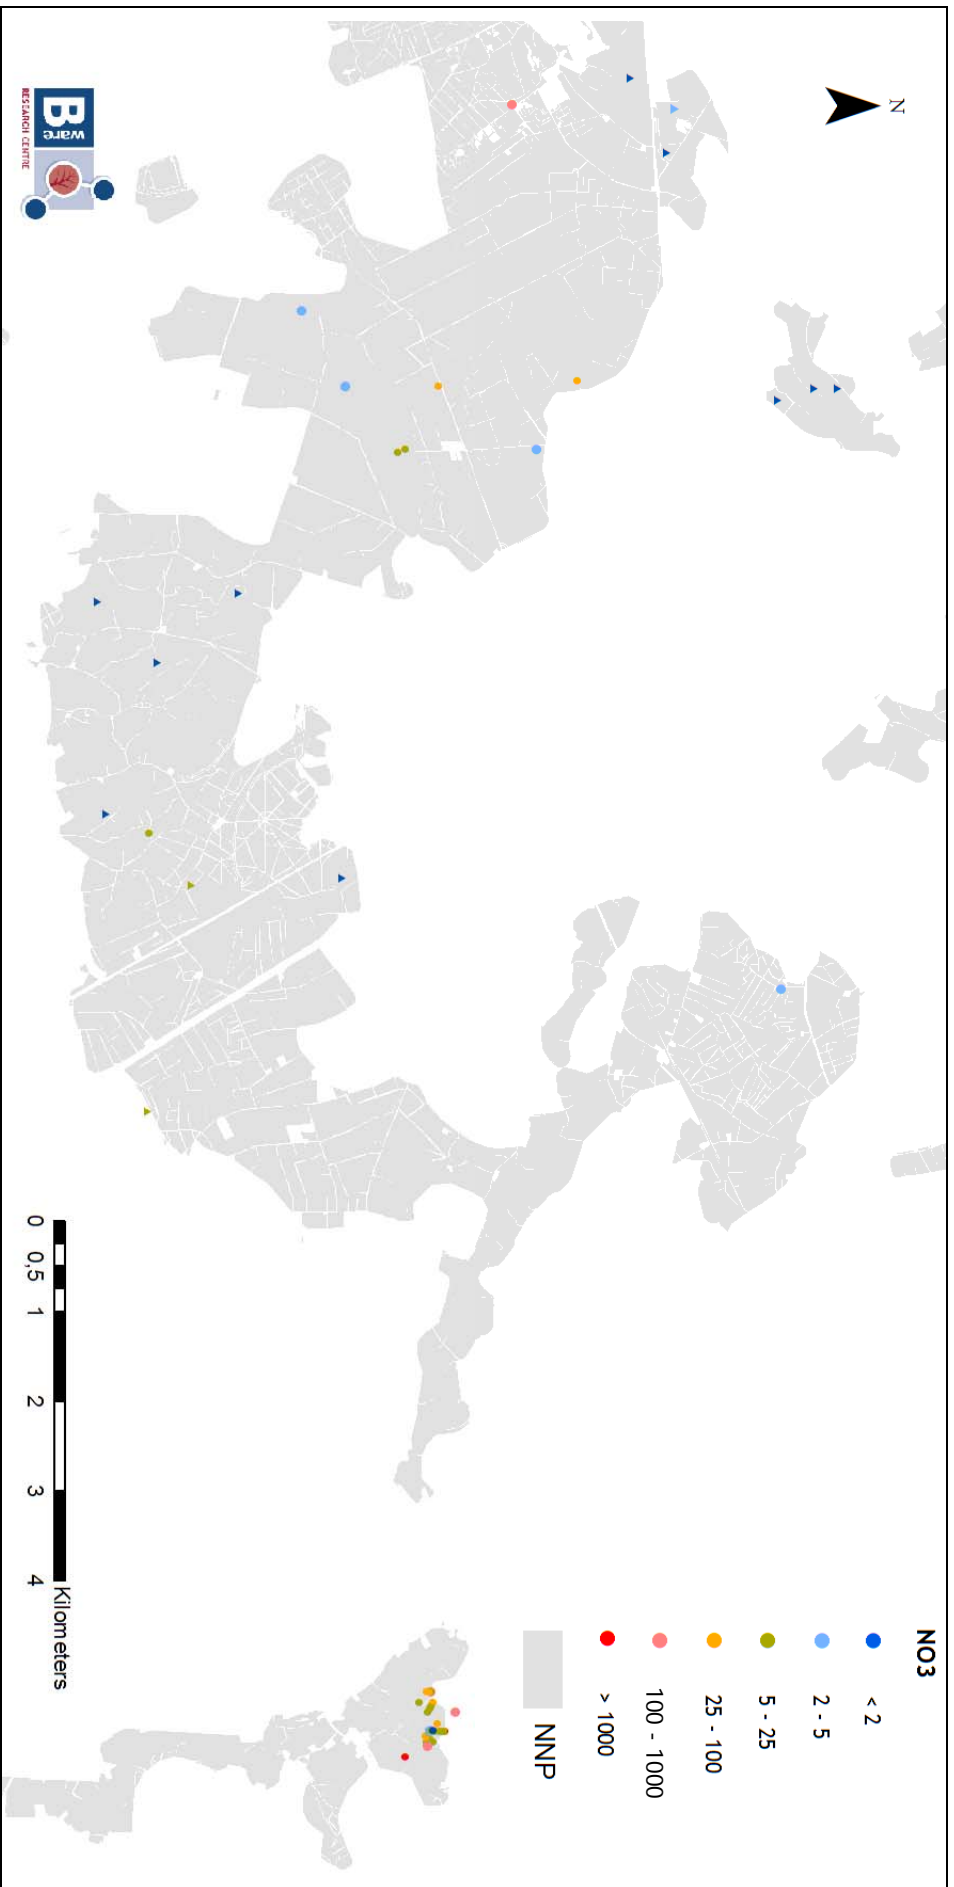 N
B
ware
RESEARCH CENTRE
NO3
< 2
2 - 5
5 - 25
25 - 100
100 - 1000
> 1000
NNP
0 0,5 1 2 3 4
Kilometers